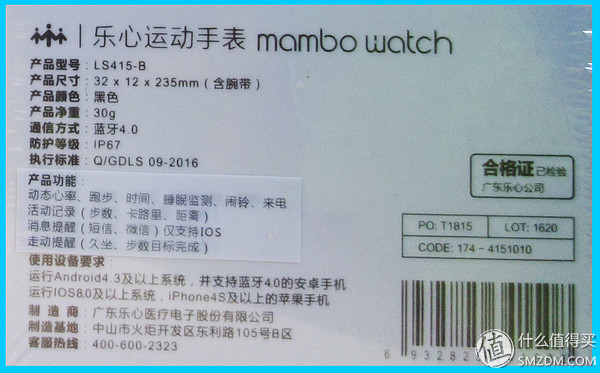 乐心运动手表 mambo watch
产品型号: LS415-B
产品尺寸: 32 x 12 x 235mm (含腕带)
产品颜色: 黑色
产品净重: 30g
通信方式: 蓝牙4.0
防护等级: IP67
执行标准: Q/GDLS 09-2016
合格证 已检验
广东乐心公司
产品功能:
动态心率、跑步、时间、睡眠监测、闹铃、来电
活动记录 (步数、卡路里、距离)
消息提醒 (短信、微信) 仅支持IOS
走动提醒 (久坐、步数目标完成)
PO: T1815 LOT: 1620
CODE: 174 - 4151010
使用设备要求:
运行Android4.3及以上系统, 并支持蓝牙4.0的安卓手机
运行IOS8.0及以上系统, iPhone4S及以上的苹果手机
制造商: 广东乐心医疗电子股份有限公司
制造基地: 中山市火炬开发区东利路105号B区
客服热线: 400-600-2323
6 93282
值 什么值得买
SMZDM.COM